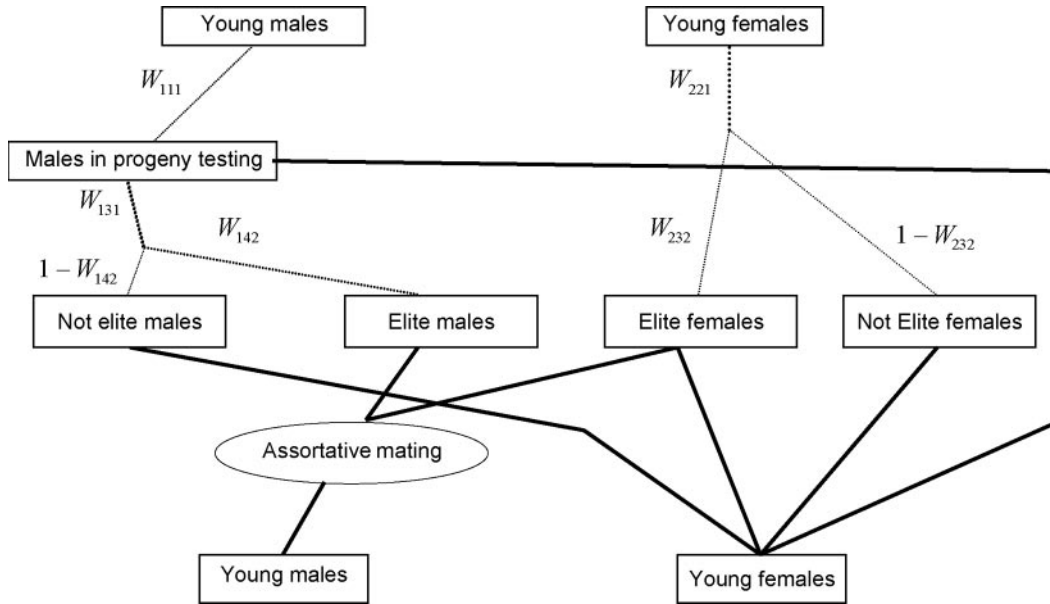 Young males
Young females
W₁₁₁
W₂₂₁
Males in progeny testing
W₁₃₁
W₁₄₂
W₂₃₂
1 − W₂₃₂
1 − W₁₄₂
Not elite males
Elite males
Elite females
Not Elite females
Assortative mating
Young males
Young females